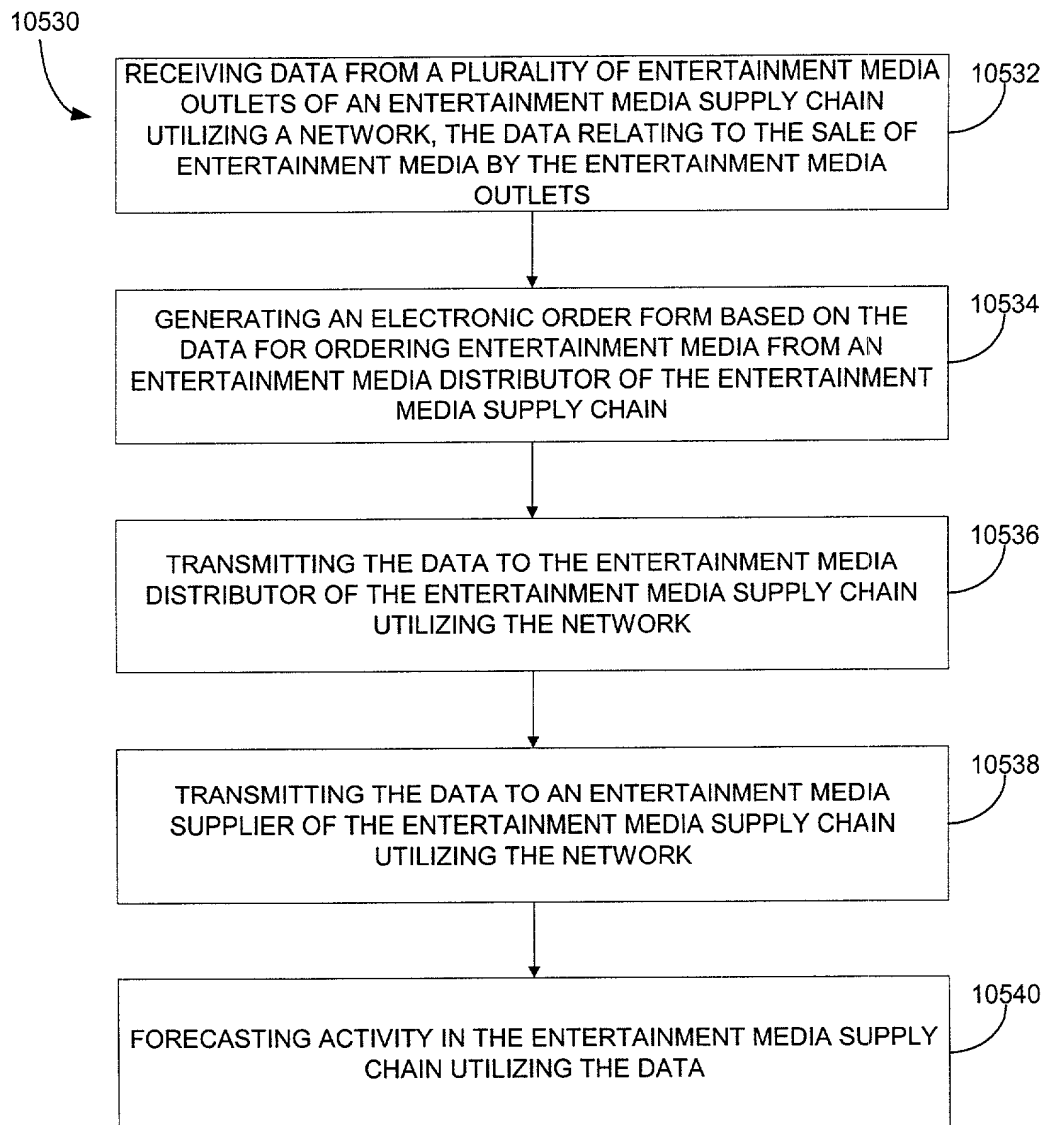 10530
RECEIVING DATA FROM A PLURALITY OF ENTERTAINMENT MEDIA
OUTLETS OF AN ENTERTAINMENT MEDIA SUPPLY CHAIN
UTILIZING A NETWORK, THE DATA RELATING TO THE SALE OF
ENTERTAINMENT MEDIA BY THE ENTERTAINMENT MEDIA
OUTLETS
10532
GENERATING AN ELECTRONIC ORDER FORM BASED ON THE
DATA FOR ORDERING ENTERTAINMENT MEDIA FROM AN
ENTERTAINMENT MEDIA DISTRIBUTOR OF THE ENTERTAINMENT
MEDIA SUPPLY CHAIN
10534
TRANSMITTING THE DATA TO THE ENTERTAINMENT MEDIA
DISTRIBUTOR OF THE ENTERTAINMENT MEDIA SUPPLY CHAIN
UTILIZING THE NETWORK
10536
TRANSMITTING THE DATA TO AN ENTERTAINMENT MEDIA
SUPPLIER OF THE ENTERTAINMENT MEDIA SUPPLY CHAIN
UTILIZING THE NETWORK
10538
FORECASTING ACTIVITY IN THE ENTERTAINMENT MEDIA SUPPLY
CHAIN UTILIZING THE DATA
10540